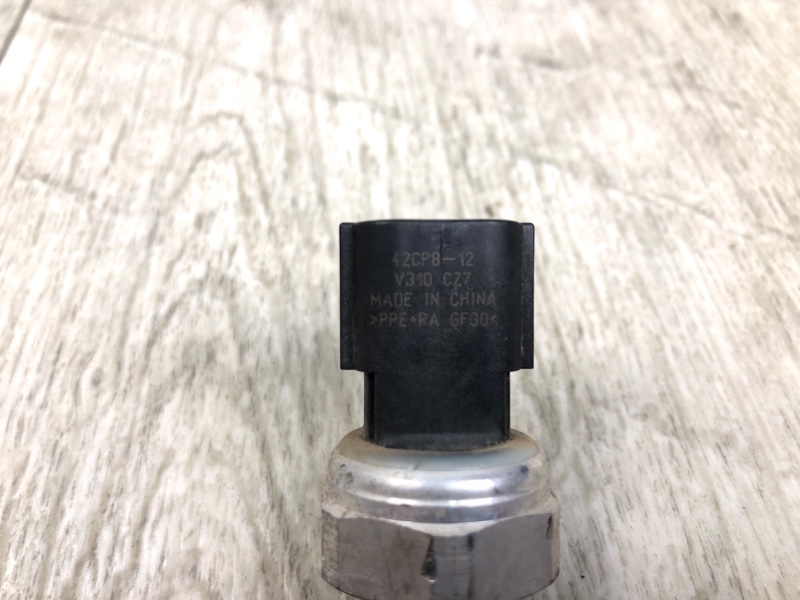 42CP8-12
V310 CZ7
MADE IN CHINA
>PPE+PA GF30<